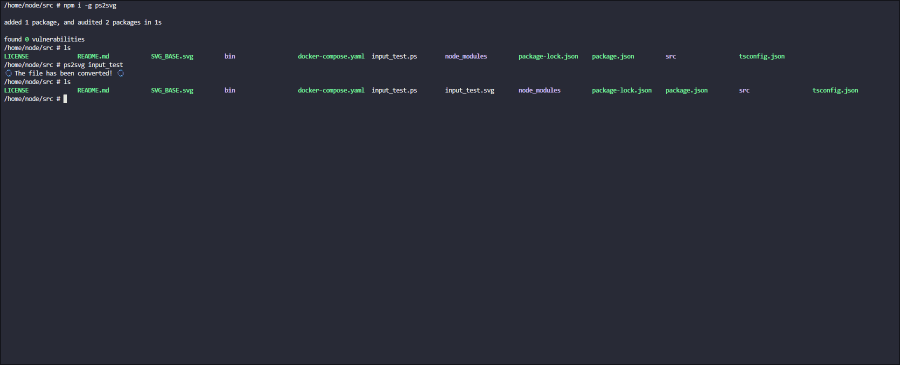 /home/node/src # npm i -g ps2svg
added 1 package, and audited 2 packages in 1s
found 0 vulnerabilities
/home/node/src # ls
LICENSE README.md SVG_BASE.svg bin docker-compose.yaml input_test.ps node_modules package-lock.json package.json src tsconfig.json
/home/node/src # ps2svg input_test
The file has been converted!
/home/node/src # ls
LICENSE README.md SVG_BASE.svg bin docker-compose.yaml input_test.ps input_test.svg node_modules package-lock.json package.json src tsconfig.json
/home/node/src #